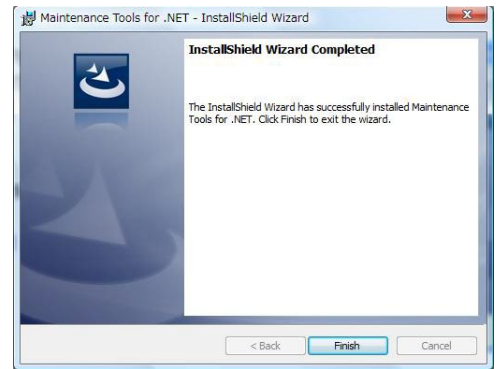 Maintenance Tools for .NET - InstallShield Wizard
InstallShield Wizard Completed
The InstallShield Wizard has successfully installed Maintenance
Tools for .NET. Click Finish to exit the wizard.
< Back
Finish
Cancel